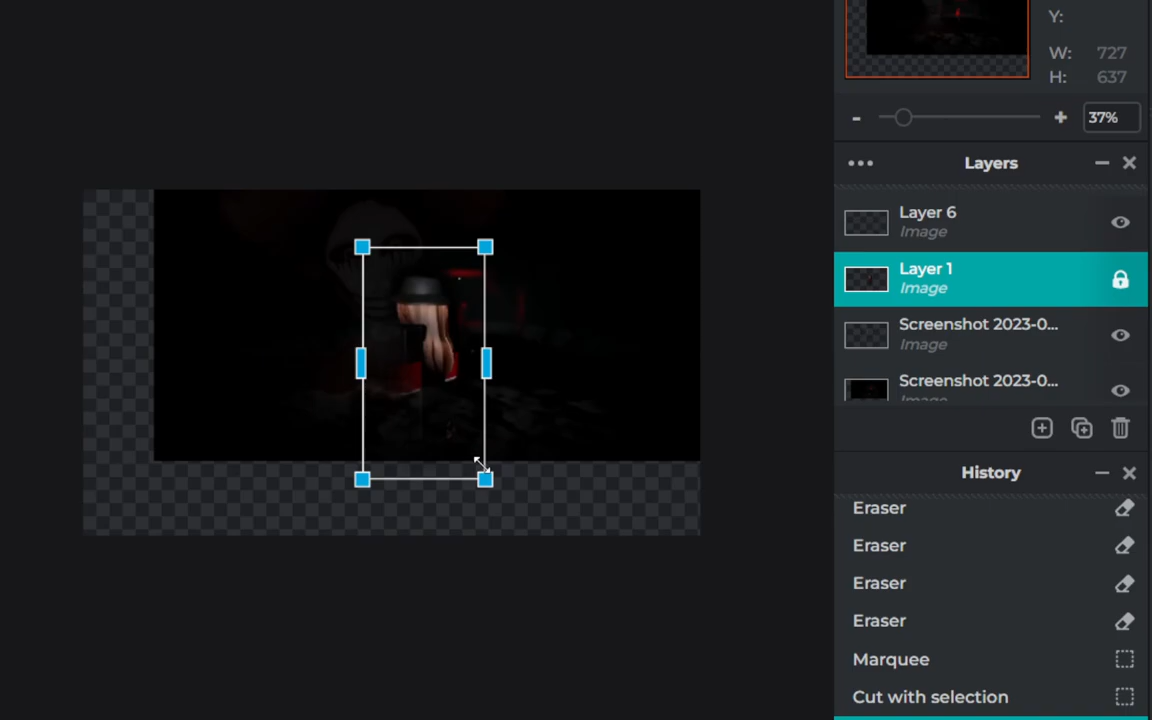 Y:
W: 727
H: 637
- + 37%
Layers
Layer 6
Image
Layer 1
Image
Screenshot 2023-0...
Image
Screenshot 2023-0...
Image
History
Eraser
Eraser
Eraser
Eraser
Marquee
Cut with selection